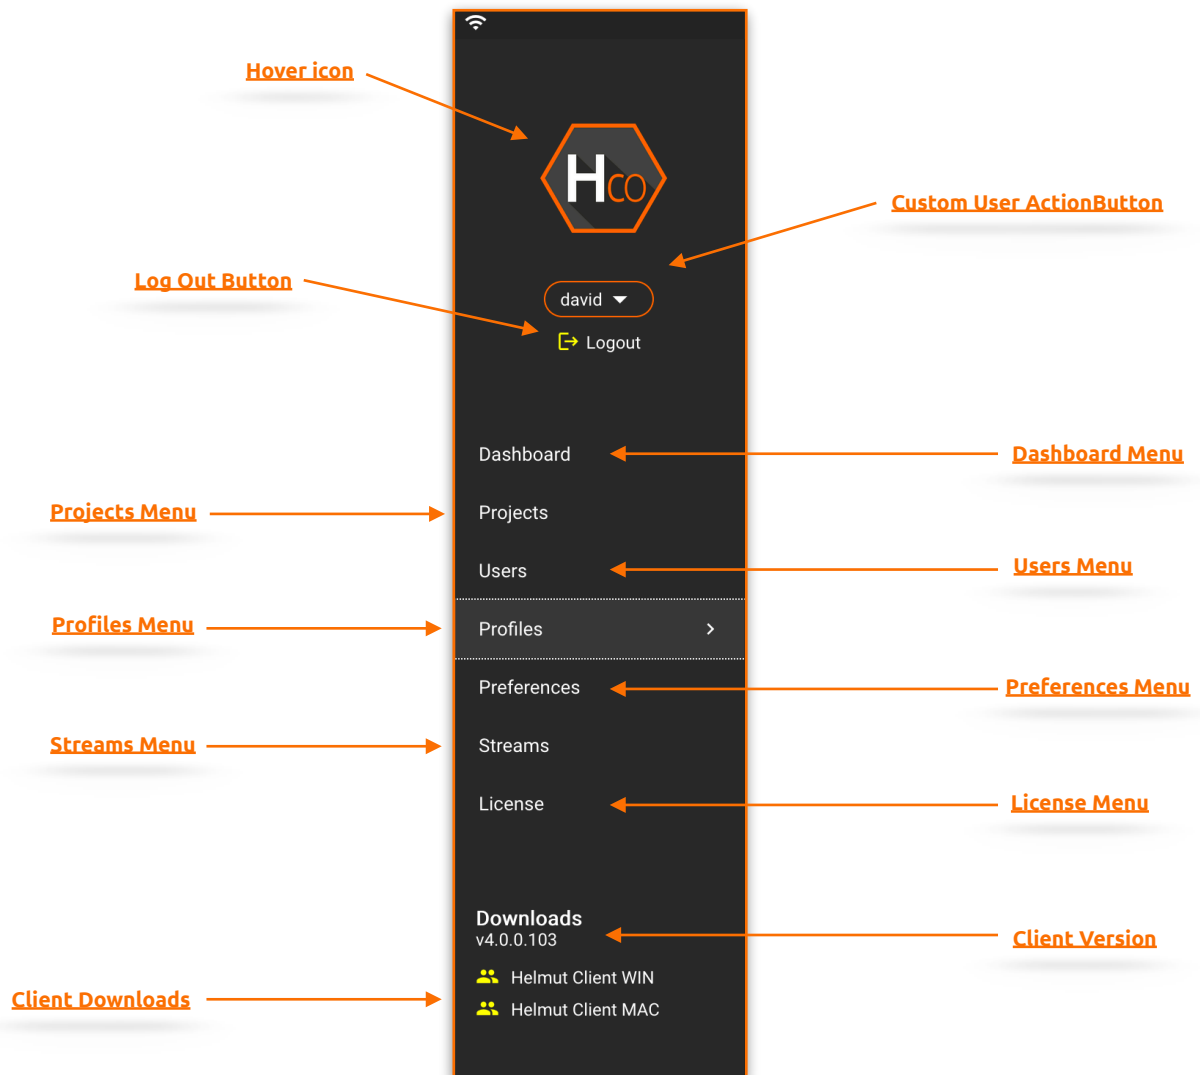 Hover icon
Hco
Custom User ActionButton
Log Out Button
david
Logout
Dashboard
Dashboard Menu
Projects Menu
Projects
Users
Users Menu
Profiles Menu
Profiles
Preferences
Preferences Menu
Streams Menu
Streams
License
License Menu
Downloads
v4.0.0.103
Client Version
Helmut Client WIN
Client Downloads
Helmut Client MAC